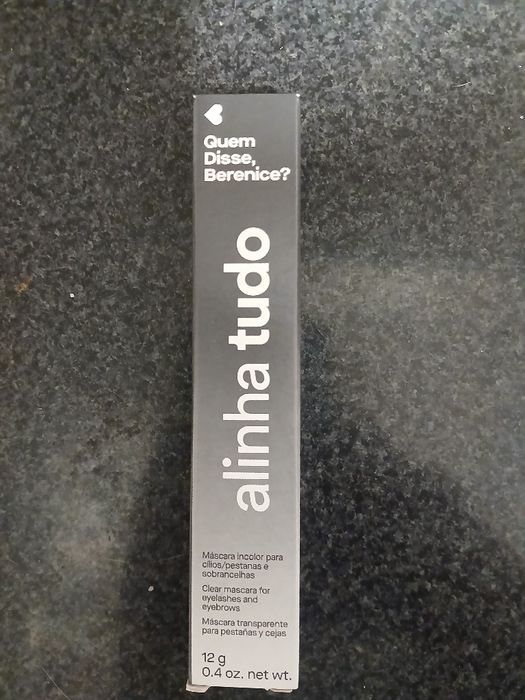 Quem
Disse,
Berenice?
alinha tudo
Máscara incolor para
cílios/pestanas e
sobrancelhas
Clear mascara for
eyelashes and
eyebrows
Máscara transparente
para pestañas y cejas
12 g
0.4 oz. net wt.